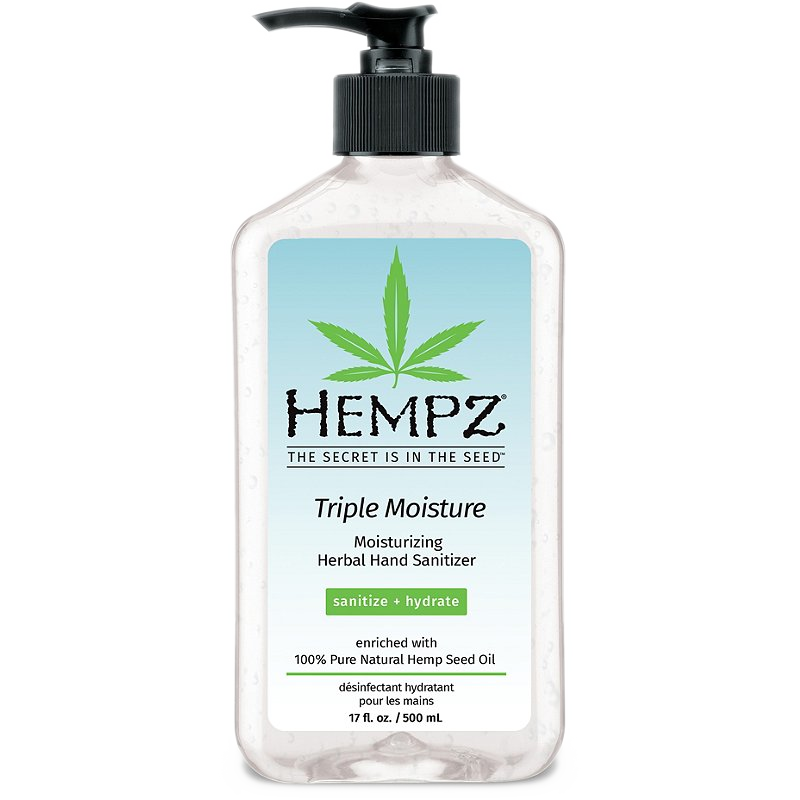 HEMPZ®
THE SECRET IS IN THE SEED™
Triple Moisture
Moisturizing
Herbal Hand Sanitizer
sanitize + hydrate
enriched with
100% Pure Natural Hemp Seed Oil
désinfectant hydratant
pour les mains
17 fl. oz. / 500 mL